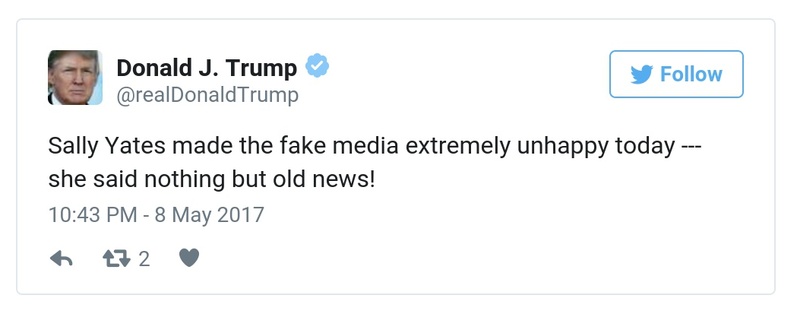 Donald J. Trump
Follow
@realDonaldTrump
Sally Yates made the fake media extremely unhappy today ---
she said nothing but old news!
10:43 PM - 8 May 2017
2